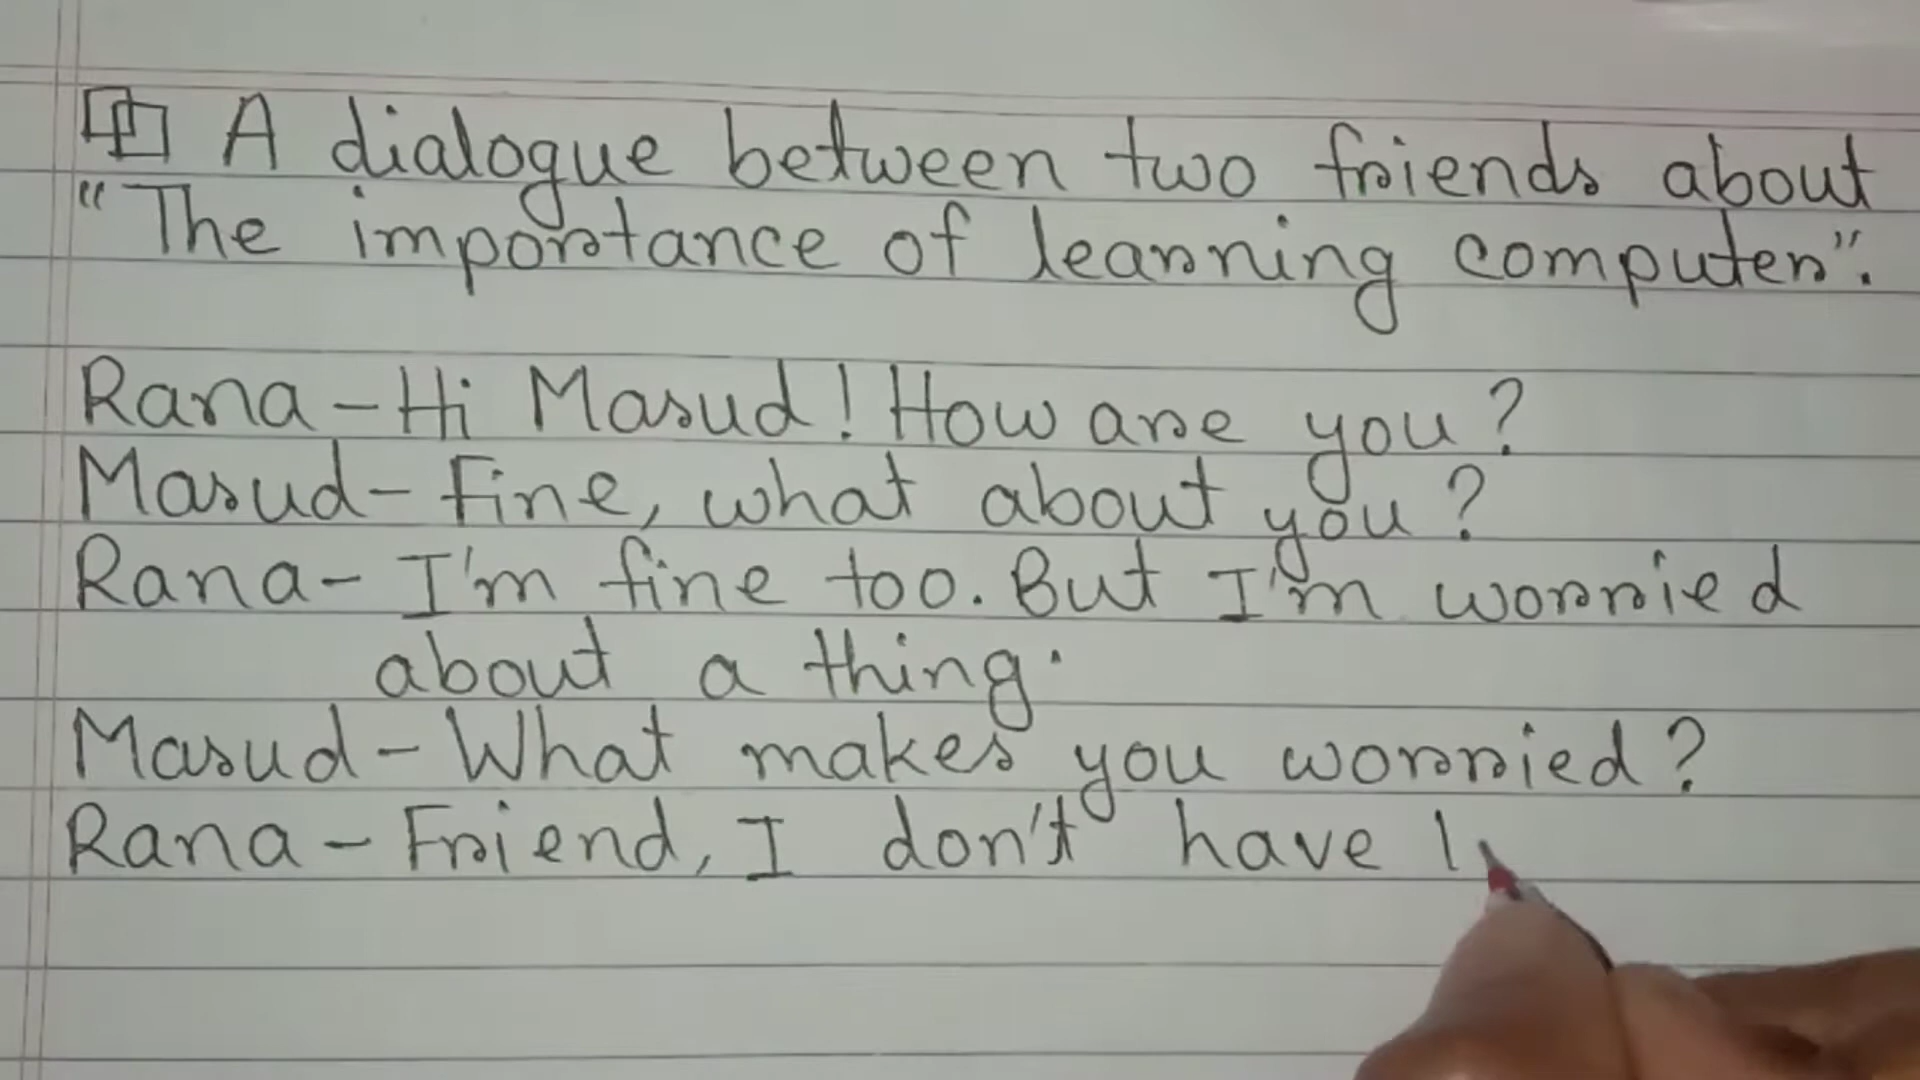 A dialogue between two friends about
"The importance of learning computer".
Rana - Hi Masud! How are you?
Masud - Fine, what about you?
Rana - I'm fine too. But I'm worried
about a thing.
Masud - What makes you worried?
Rana - Friend, I don't have